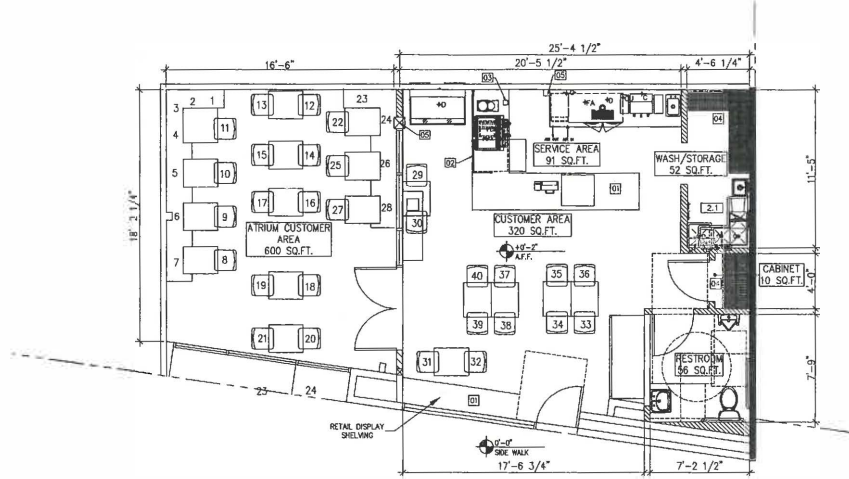 25'-4 1/2"
16'-6"
20'-5 1/2"
4'-6 1/4"
3
2
1
13
12
23
22
24
4
11
5
10
15
14
25
26
6
9
17
16
27
28
7
8
19
18
21
20
23
24
18' 2 1/4"
ATRIUM CUSTOMER
AREA
600 SQ.FT.
D
03
05
FA
D
C
04
05
02
SERVICE AREA
91 SQ.FT.
WASH/STORAGE
52 SQ.FT.
11'-5"
29
30
01
2.1
CUSTOMER AREA
320 SQ.FT.
+0'-2"
A.F.F.
CABINET
10 SQ.FT.
4'-0"
40
37
35
36
39
38
34
33
31
32
RESTROOM
56 SQ.FT.
7'-9"
01
RETAIL DISPLAY
SHELVING
0'-0"
SIDE WALK
17'-6 3/4"
7'-2 1/2"